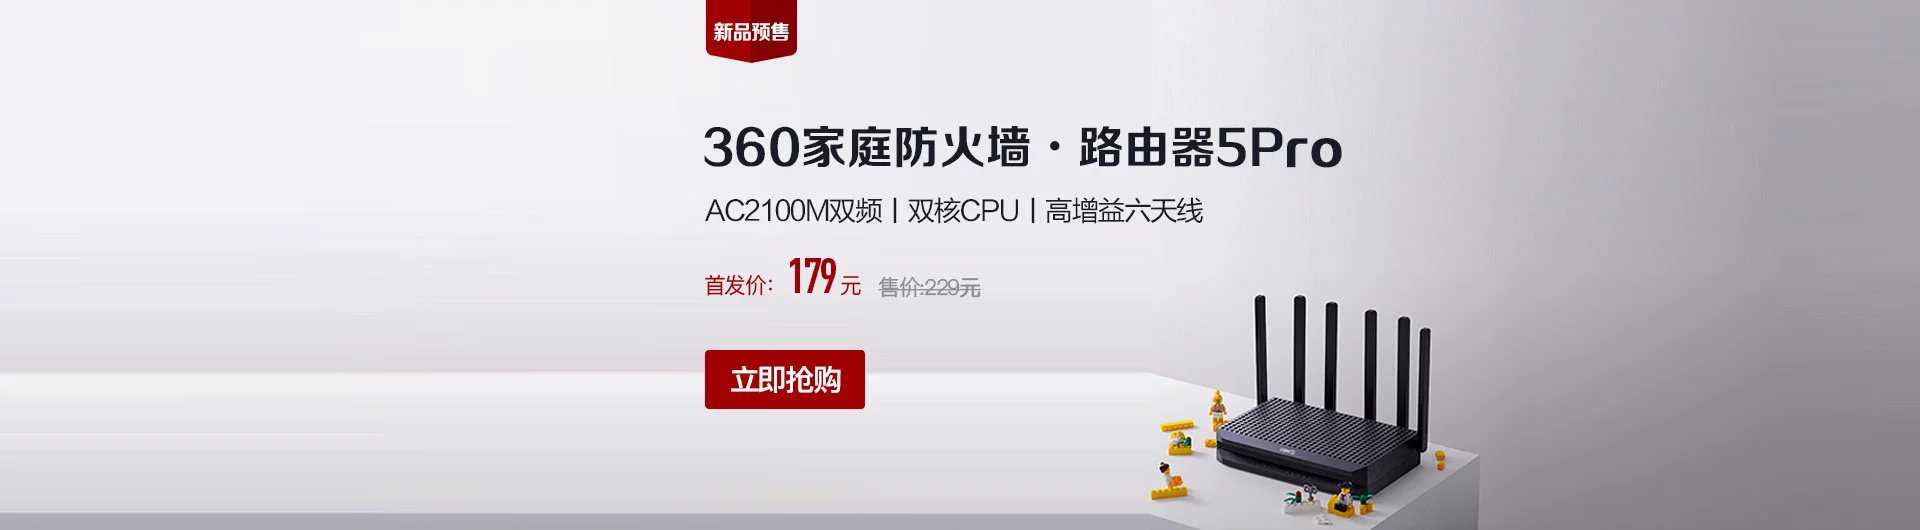 新品预售
360家庭防火墙·路由器5Pro
AC2100M双频丨双核CPU丨高增益六天线
首发价：179元 售价:229元
立即抢购